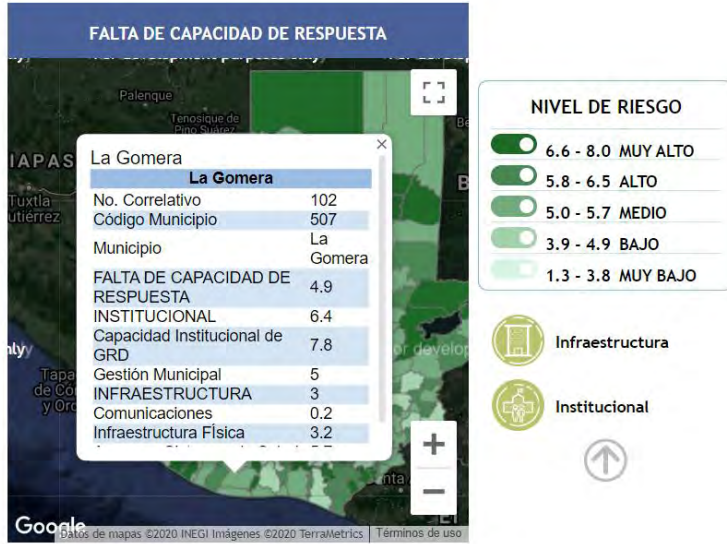 FALTA DE CAPACIDAD DE RESPUESTA
For development purposes only
Palenque
Tenosique de
Pino Suárez
IAPAS
Tuxtla
utiérrez
La Gomera
La Gomera
No. Correlativo 102
Código Municipio 507
Municipio La Gomera
FALTA DE CAPACIDAD DE RESPUESTA 4.9
INSTITUCIONAL 6.4
Capacidad Institucional de GRD 7.8
Gestión Municipal 5
INFRAESTRUCTURA 3
Comunicaciones 0.2
Infraestructura Física 3.2
Google
Datos de mapas ©2020 INEGI Imágenes ©2020 TerraMetrics
Términos de uso
NIVEL DE RIESGO
6.6 - 8.0 MUY ALTO
5.8 - 6.5 ALTO
5.0 - 5.7 MEDIO
3.9 - 4.9 BAJO
1.3 - 3.8 MUY BAJO
Infraestructura
Institucional